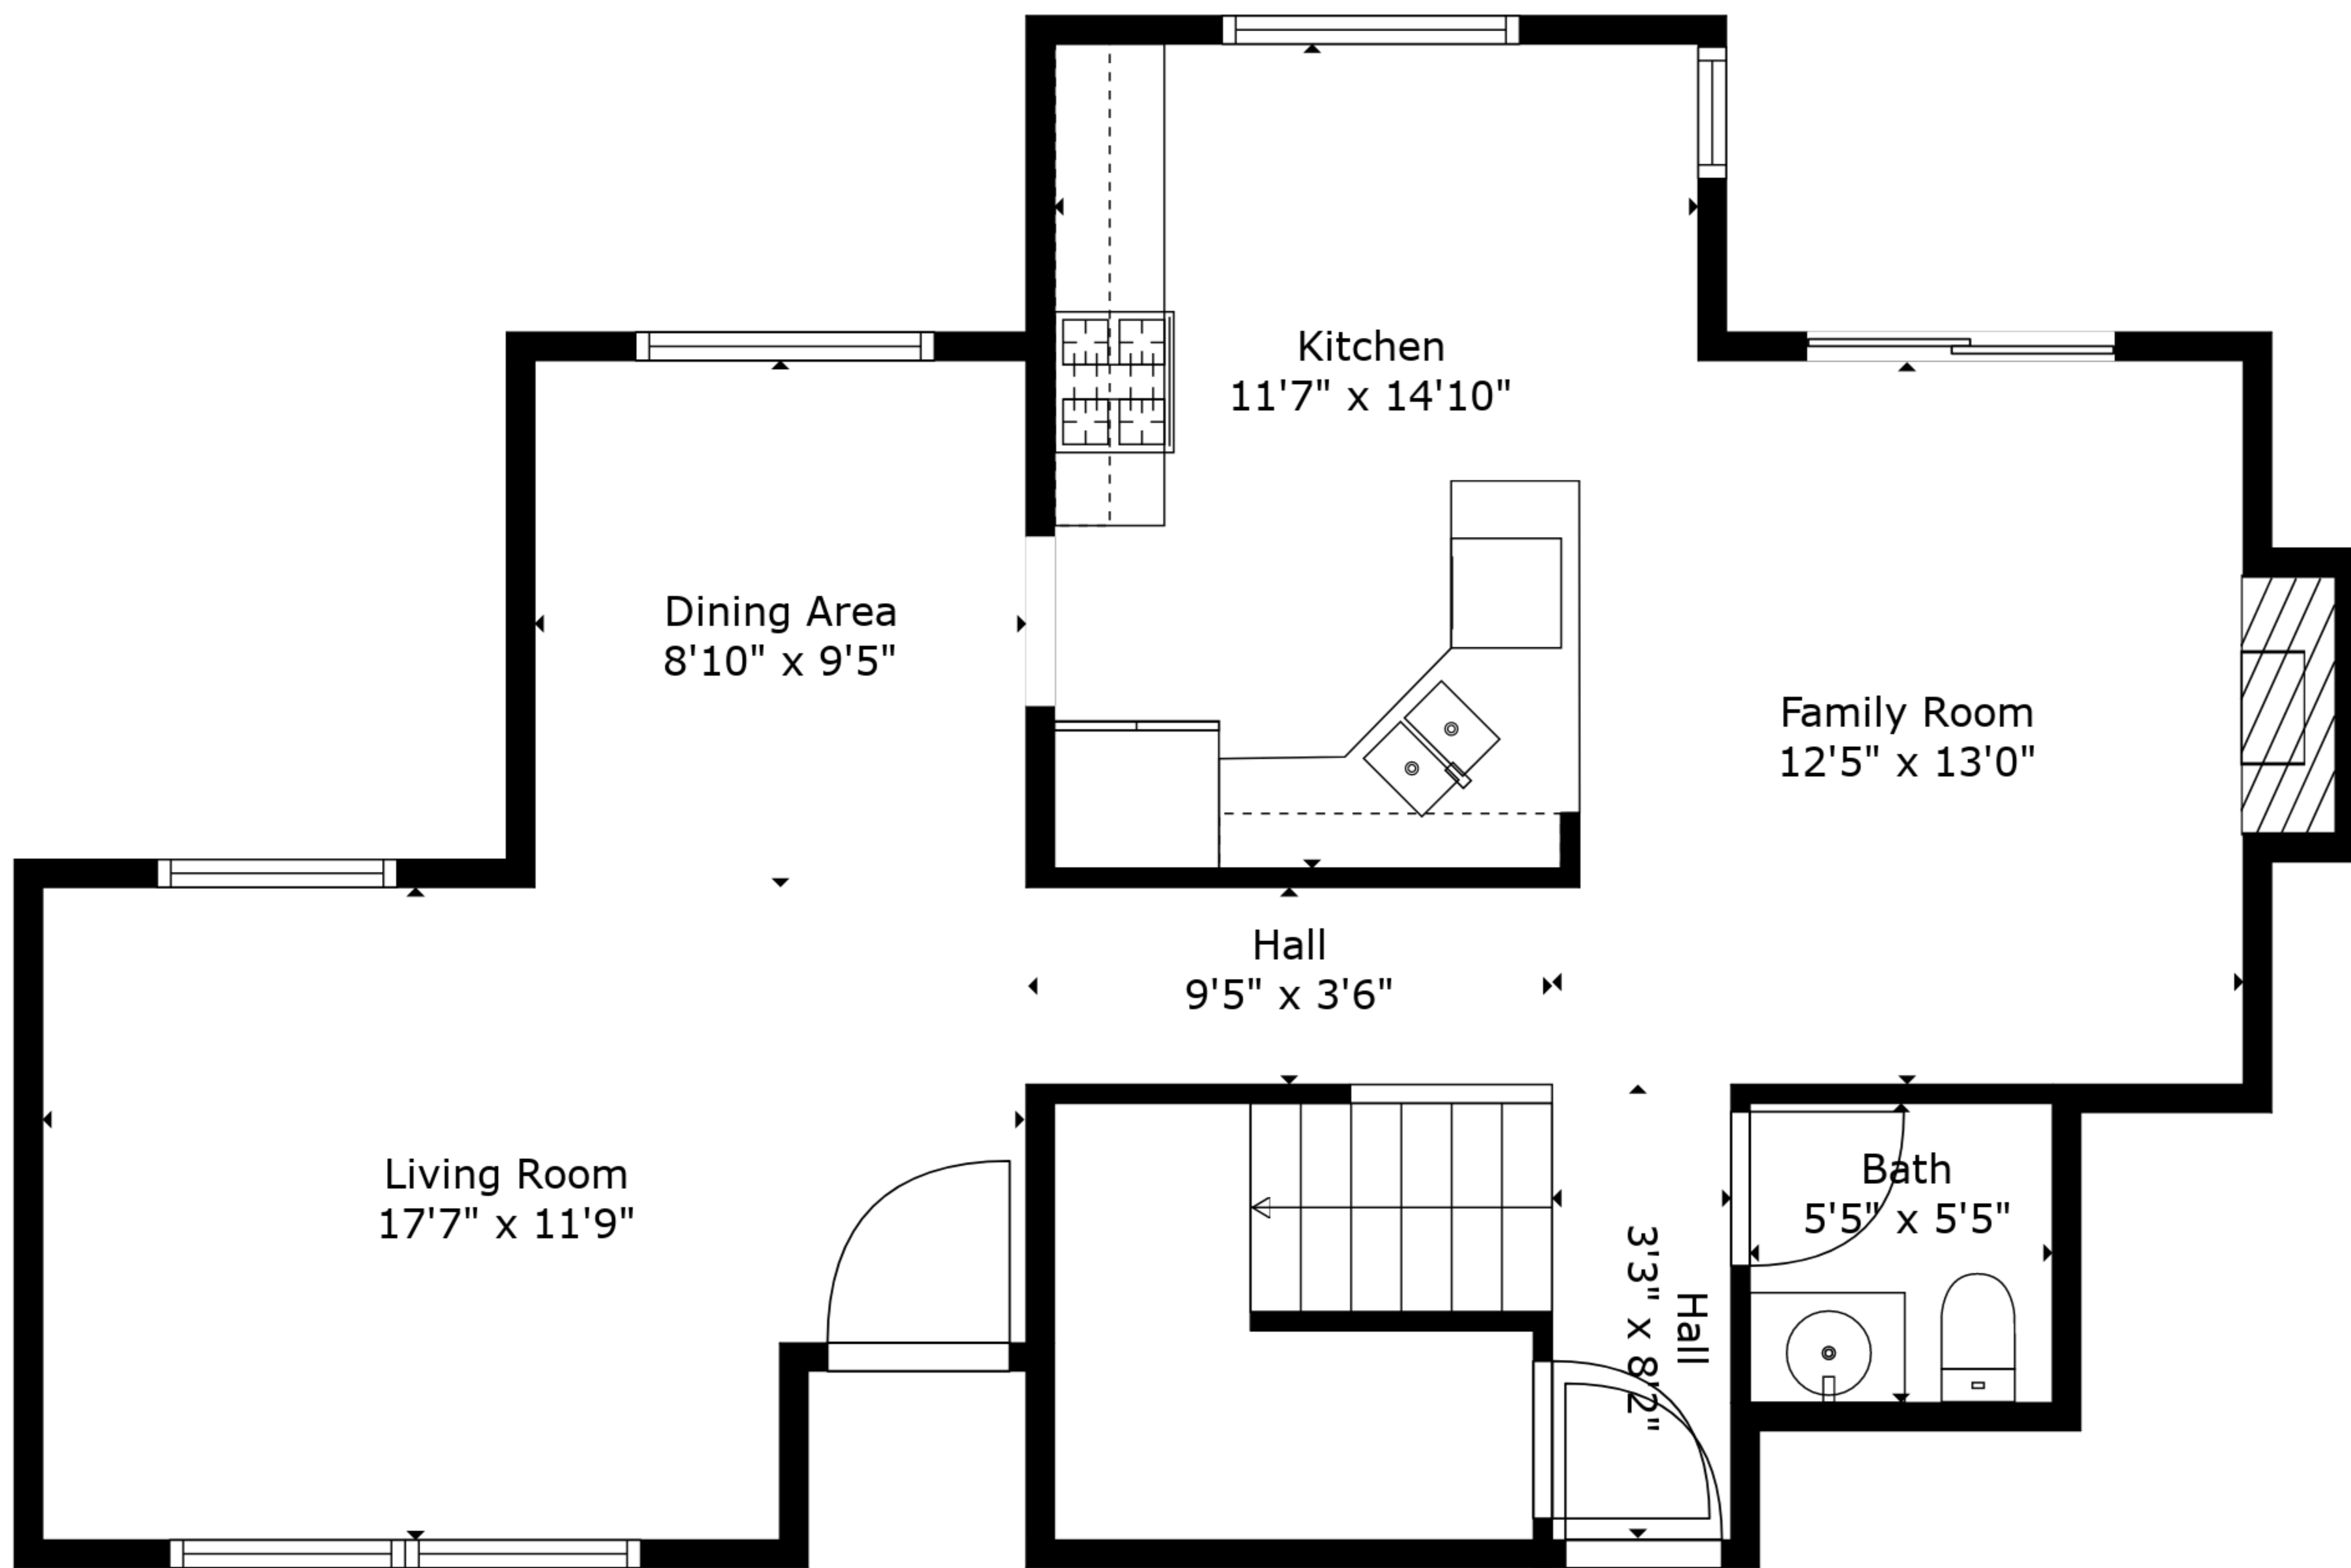 Kitchen
11'7" x 14'10"
Dining Area
8'10" x 9'5"
Family Room
12'5" x 13'0"
Hall
9'5" x 3'6"
Living Room
17'7" x 11'9"
Bath
5'5" x 5'5"
Hall
3'3" x 8'2"